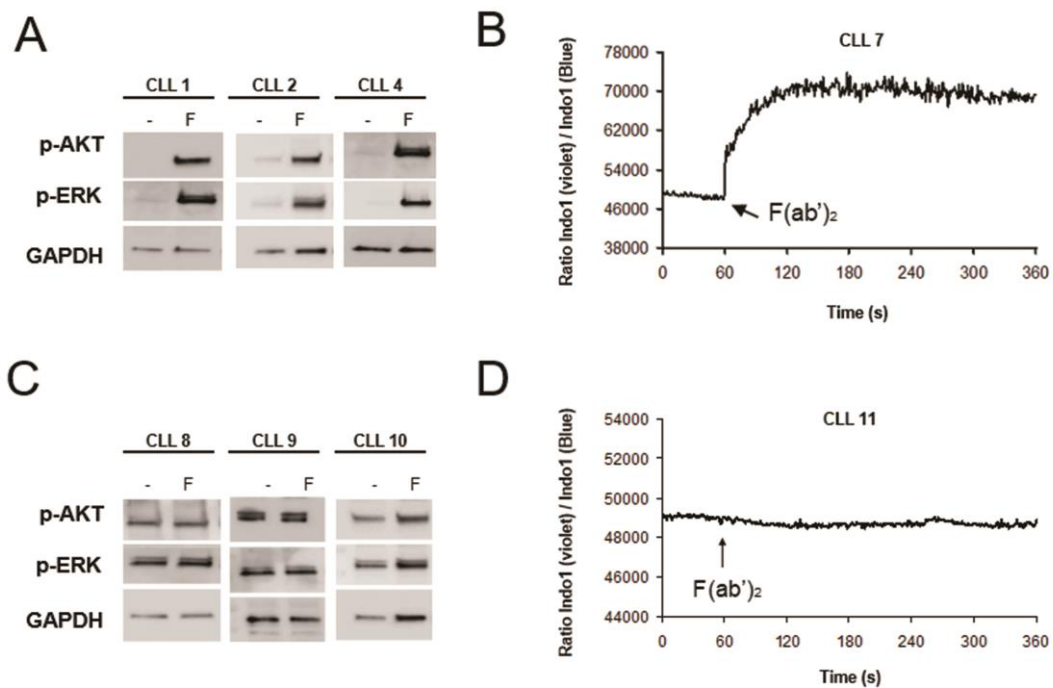 A
CLL 1 CLL 2 CLL 4
- F - F - F
p-AKT
p-ERK
GAPDH
B
CLL 7
Ratio Indo1 (violet) / Indo1 (Blue)
78000
70000
62000
54000
46000
38000
F(ab')₂
0 60 120 180 240 300 360
Time (s)
C
CLL 8 CLL 9 CLL 10
- F - F - F
p-AKT
p-ERK
GAPDH
D
CLL 11
Ratio Indo1 (violet) / Indo1 (Blue)
54000
52000
50000
48000
46000
44000
F(ab')₂
0 60 120 180 240 300 360
Time (s)